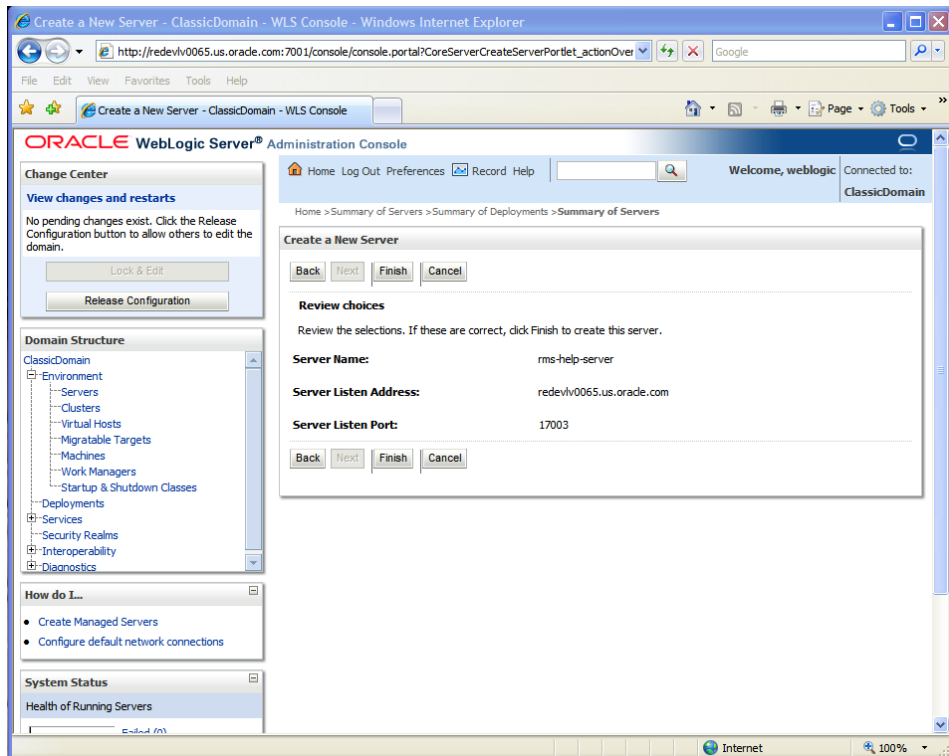 Create a New Server - ClassicDomain - WLS Console - Windows Internet Explorer
http://redevlv0065.us.oracle.com:7001/console/console.portal?CoreServerCreateServerPortlet_actionOver
Google
File Edit View Favorites Tools Help
Create a New Server - ClassicDomain - WLS Console
Page Tools »
ORACLE WebLogic Server® Administration Console
Change Center
View changes and restarts
No pending changes exist. Click the Release
Configuration button to allow others to edit the
domain.
Lock & Edit
Release Configuration
Domain Structure
ClassicDomain
Environment
Servers
Clusters
Virtual Hosts
Migratable Targets
Machines
Work Managers
Startup & Shutdown Classes
Deployments
Services
Security Realms
Interoperability
Diagnostics
How do I...
Create Managed Servers
Configure default network connections
System Status
Health of Running Servers
Failed (0)
Home Log Out Preferences Record Help
Welcome, weblogic
Connected to:
ClassicDomain
Home >Summary of Servers >Summary of Deployments >Summary of Servers
Create a New Server
Back Next Finish Cancel
Review choices
Review the selections. If these are correct, click Finish to create this server.
Server Name: rms-help-server
Server Listen Address: redevlv0065.us.oracle.com
Server Listen Port: 17003
Back Next Finish Cancel
Internet
100%